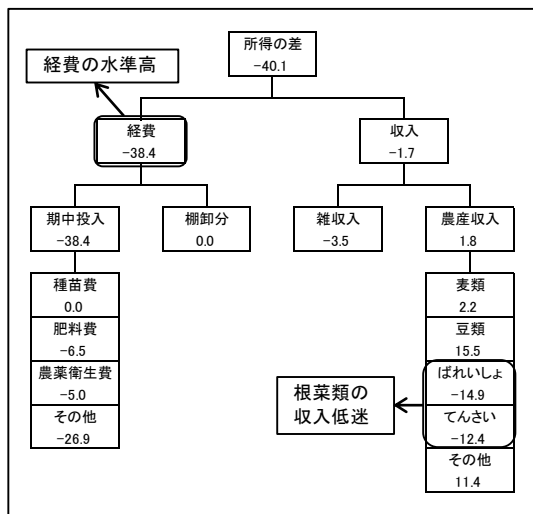 所得の差
-40.1
経費の水準高
経費
-38.4
収入
-1.7
期中投入
-38.4
棚卸分
0.0
雑収入
-3.5
農産収入
1.8
種苗費
0.0
肥料費
-6.5
農薬衛生費
-5.0
その他
-26.9
麦類
2.2
豆類
15.5
ばれいしょ
-14.9
てんさい
-12.4
その他
11.4
根菜類の
収入低迷